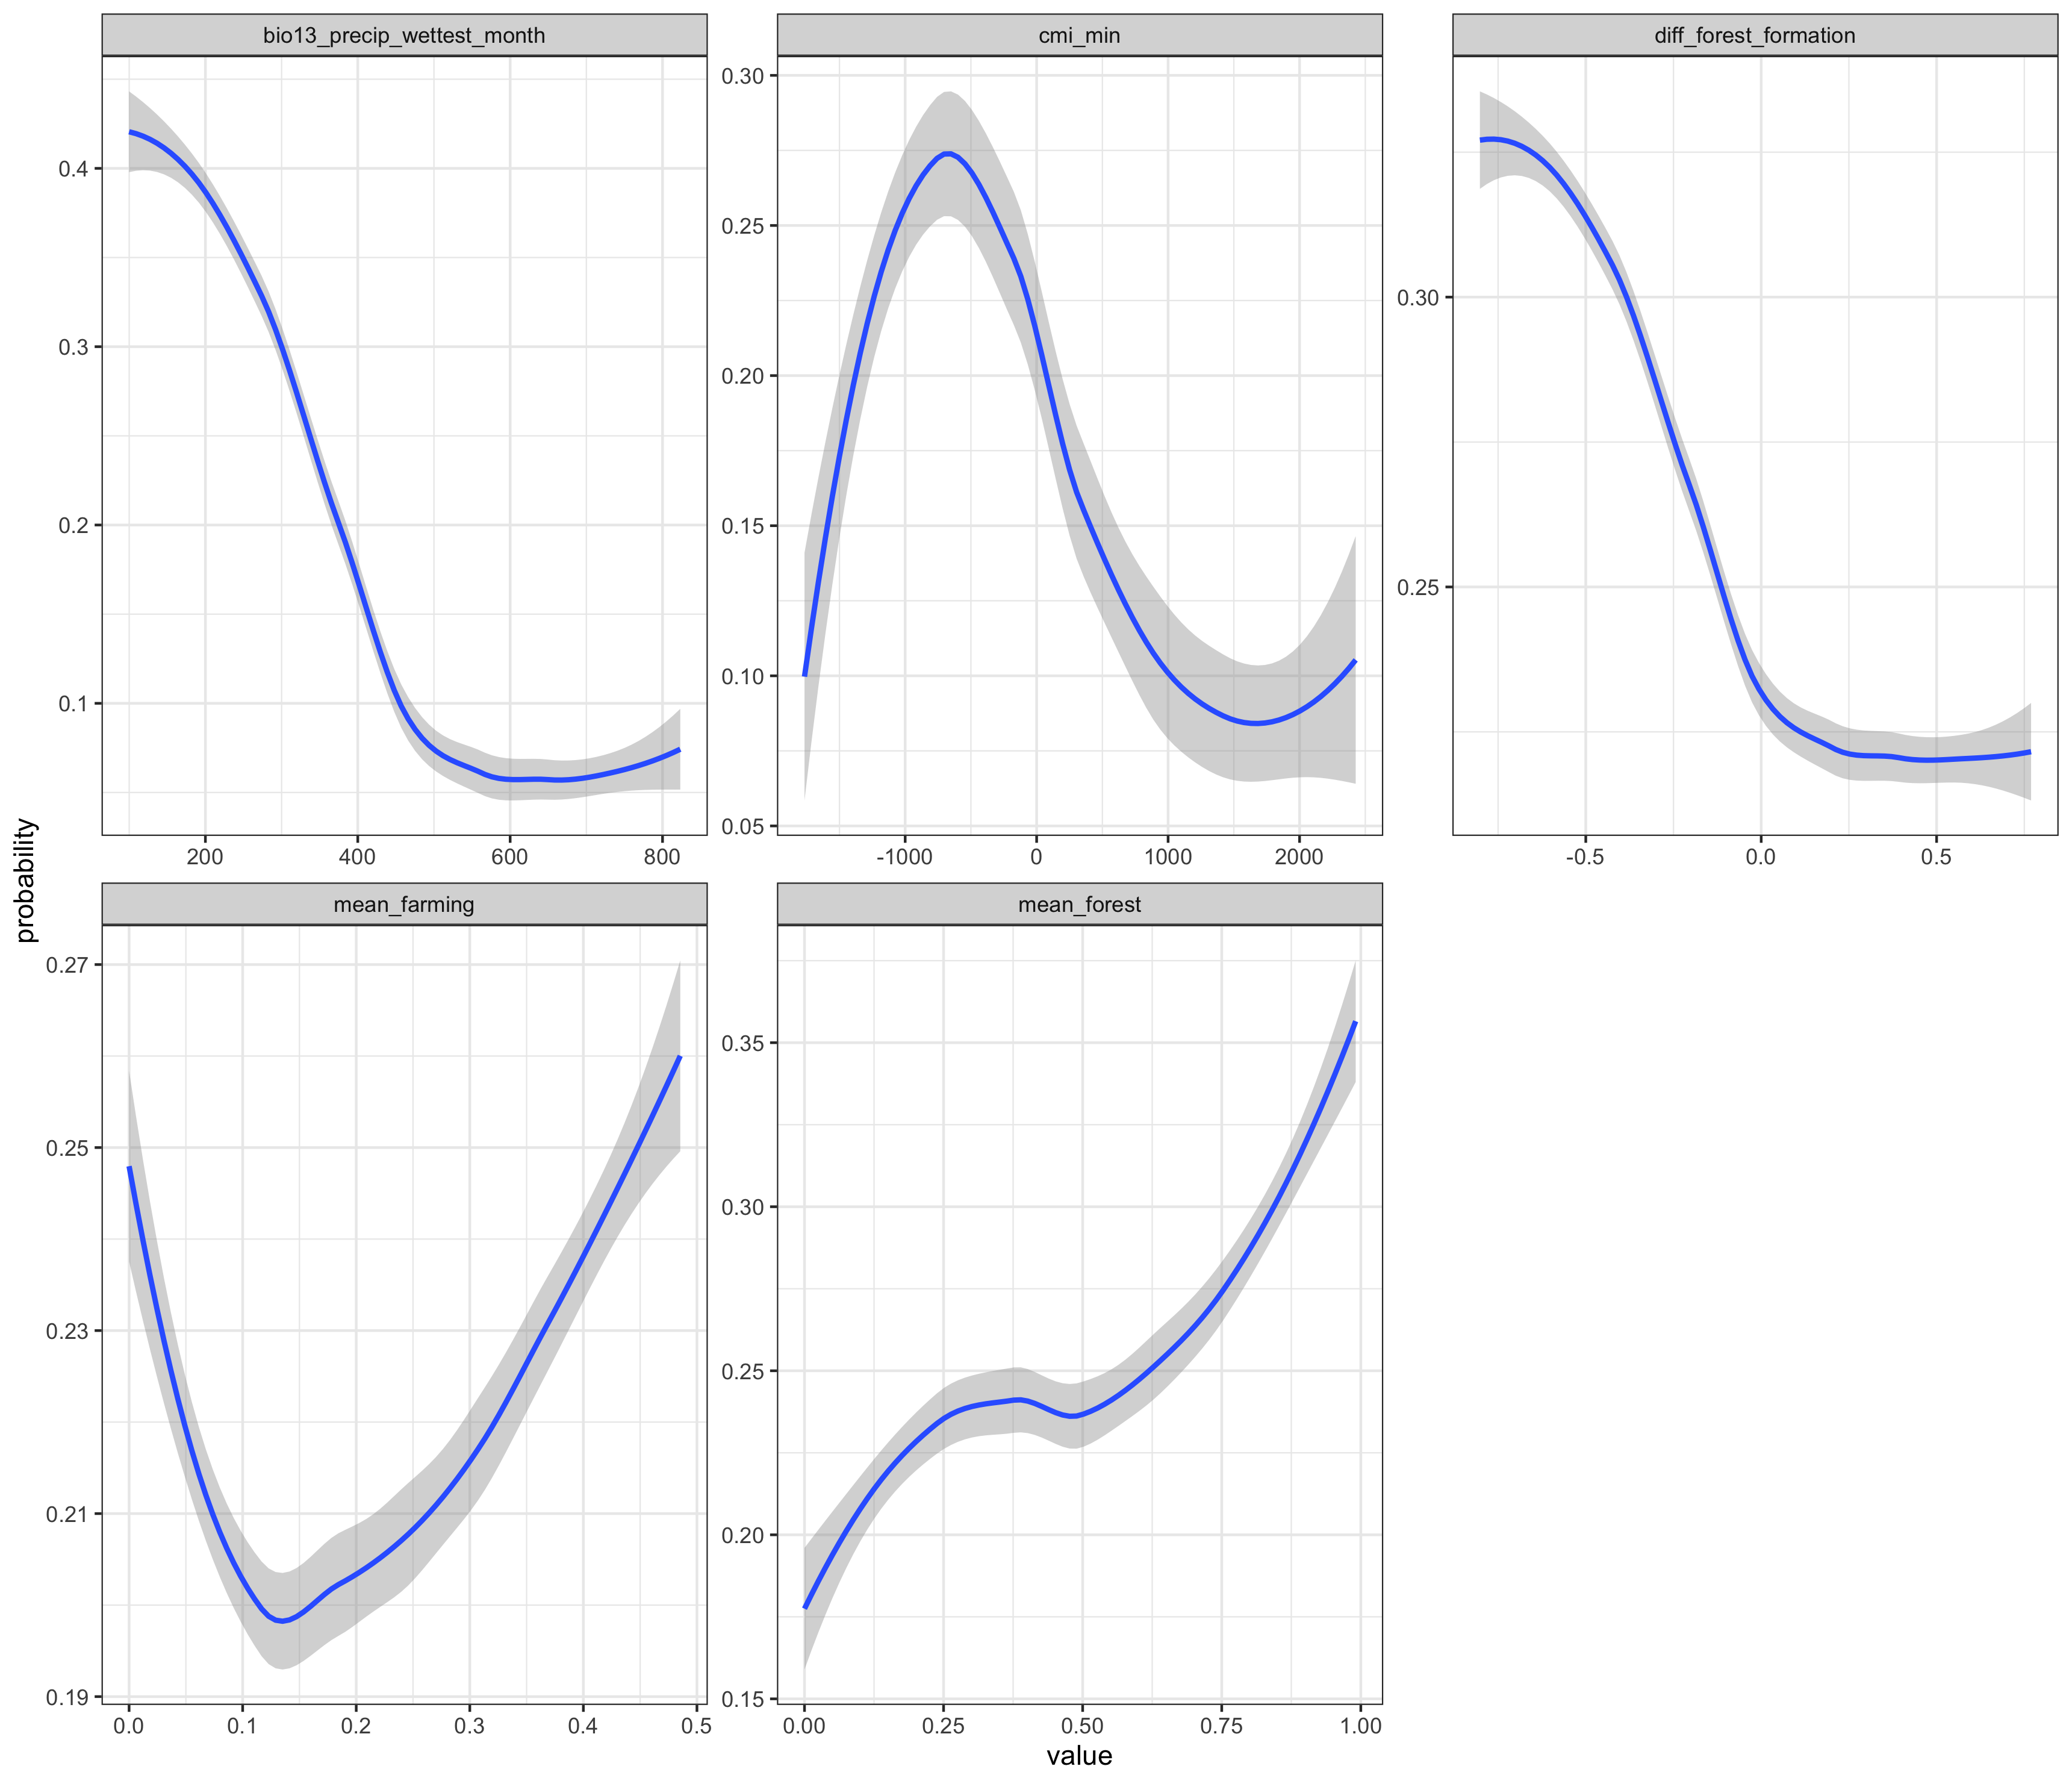 bio13_precip_wettest_month
cmi_min
diff_forest_formation
0.4
0.3
0.2
0.1
200 400 600 800
0.30
0.25
0.20
0.15
0.10
0.05
-1000 0 1000 2000
0.30
0.25
-0.5 0.0 0.5
probability
mean_farming
mean_forest
0.27
0.25
0.23
0.21
0.19
0.0 0.1 0.2 0.3 0.4 0.5
0.35
0.30
0.25
0.20
0.15
0.00 0.25 0.50 0.75 1.00
value